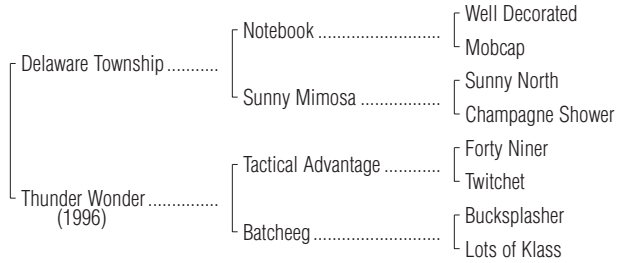 Well Decorated
Notebook ..............................
Mobcap
Delaware Township ...........
Sunny North
Sunny Mimosa ...................
Champagne Shower
Forty Niner
Tactical Advantage .............
Twitchet
Thunder Wonder ...............
(1996)
Bucksplasher
Batcheeg ..............................
Lots of Klass